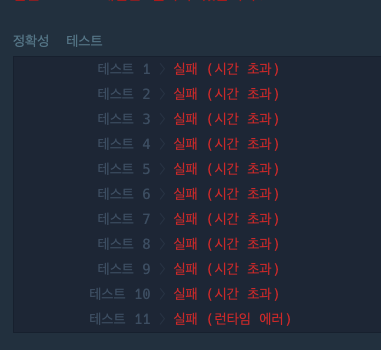 정확성 테스트
테스트 1 > 실패 (시간 초과)
테스트 2 > 실패 (시간 초과)
테스트 3 > 실패 (시간 초과)
테스트 4 > 실패 (시간 초과)
테스트 5 > 실패 (시간 초과)
테스트 6 > 실패 (시간 초과)
테스트 7 > 실패 (시간 초과)
테스트 8 > 실패 (시간 초과)
테스트 9 > 실패 (시간 초과)
테스트 10 > 실패 (시간 초과)
테스트 11 > 실패 (런타임 에러)